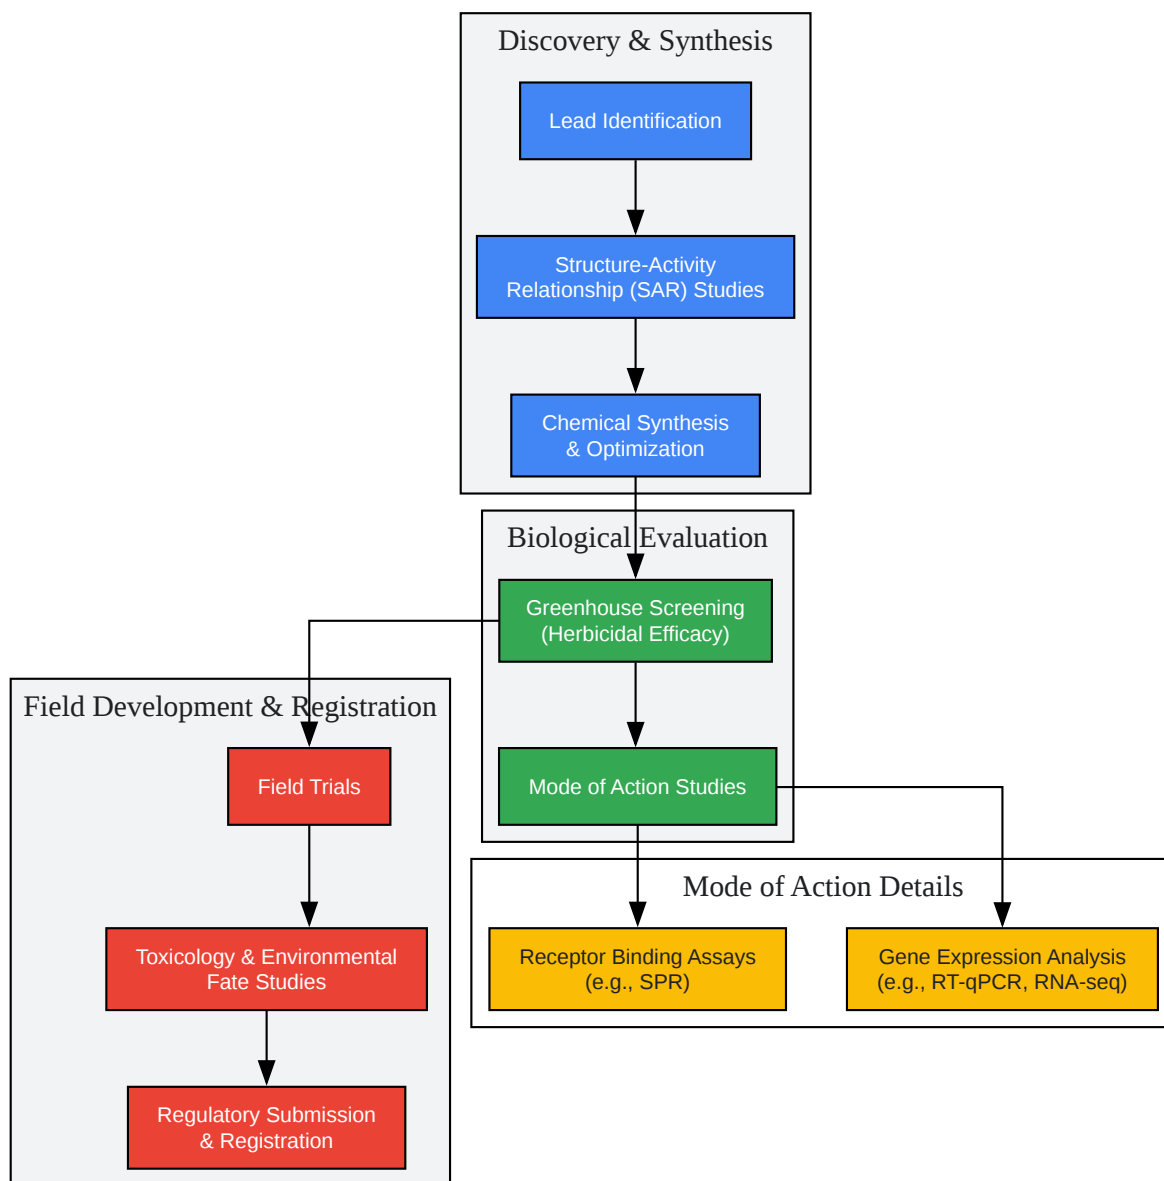 Discovery & Synthesis
Lead Identification
Structure-Activity
Relationship (SAR) Studies
Chemical Synthesis
& Optimization
Biological Evaluation
Greenhouse Screening
(Herbicidal Efficacy)
Mode of Action Studies
Field Development & Registration
Field Trials
Toxicology & Environmental
Fate Studies
Regulatory Submission
& Registration
Mode of Action Details
Receptor Binding Assays
(e.g., SPR)
Gene Expression Analysis
(e.g., RT-qPCR, RNA-seq)